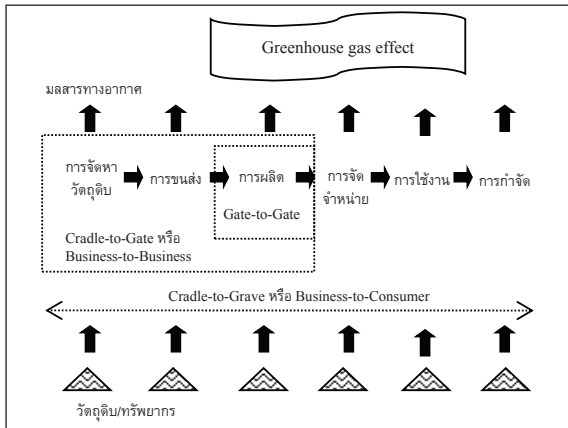 Greenhouse gas effect
มลสารทางอากาศ
การจัดหา
วัตถุดิบ
การขนส่ง
การผลิต
การจัด
จำหน่าย
การใช้งาน
การกำจัด
Gate-to-Gate
Cradle-to-Gate หรือ
Business-to-Business
Cradle-to-Grave หรือ Business-to-Consumer
วัตถุดิบ/ทรัพยากร